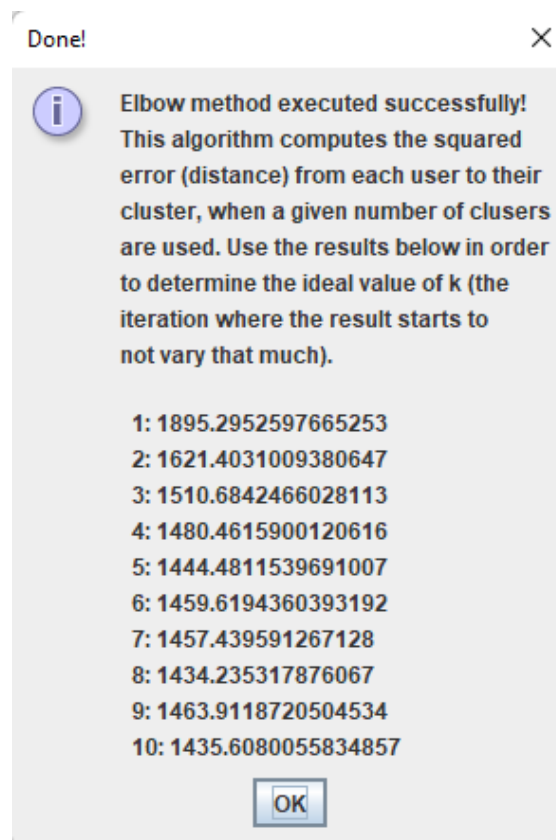 Done!
Elbow method executed successfully!
This algorithm computes the squared
error (distance) from each user to their
cluster, when a given number of clusers
are used. Use the results below in order
to determine the ideal value of k (the
iteration where the result starts to
not vary that much).
1: 1895.2952597665253
2: 1621.4031009380647
3: 1510.6842466028113
4: 1480.4615900120616
5: 1444.4811539691007
6: 1459.6194360393192
7: 1457.439591267128
8: 1434.235317876067
9: 1463.9118720504534
10: 1435.6080055834857
OK